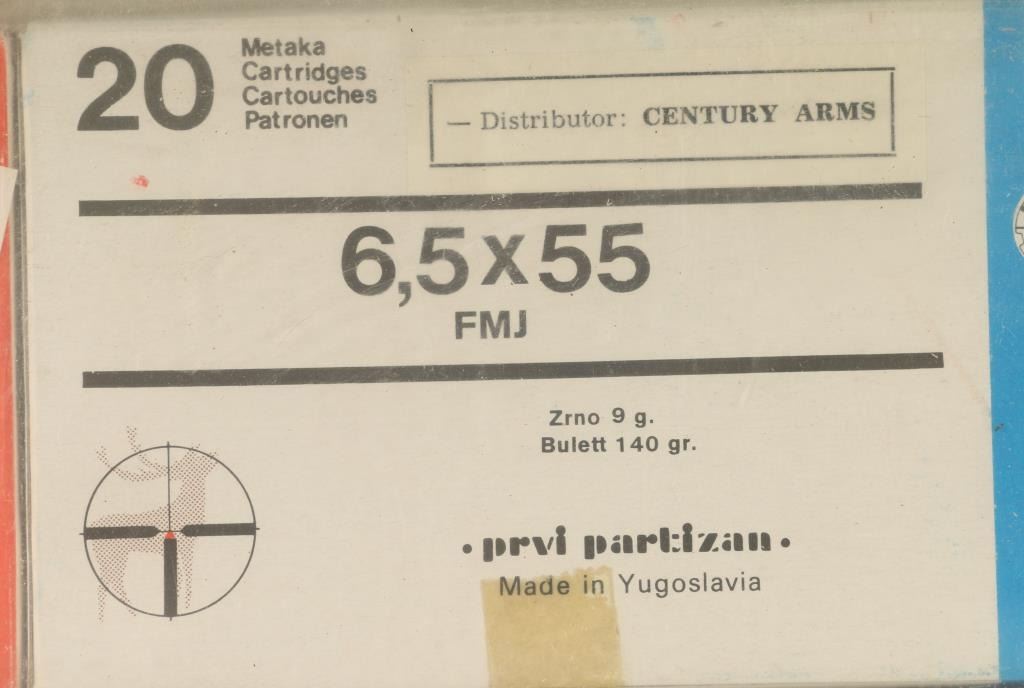 20
Metaka
Cartridges
Cartouches
Patronen
— Distributor: CENTURY ARMS
6,5x55
FMJ
Zrno 9 g.
Bulett 140 gr.
• prvi partizan •
Made in Yugoslavia